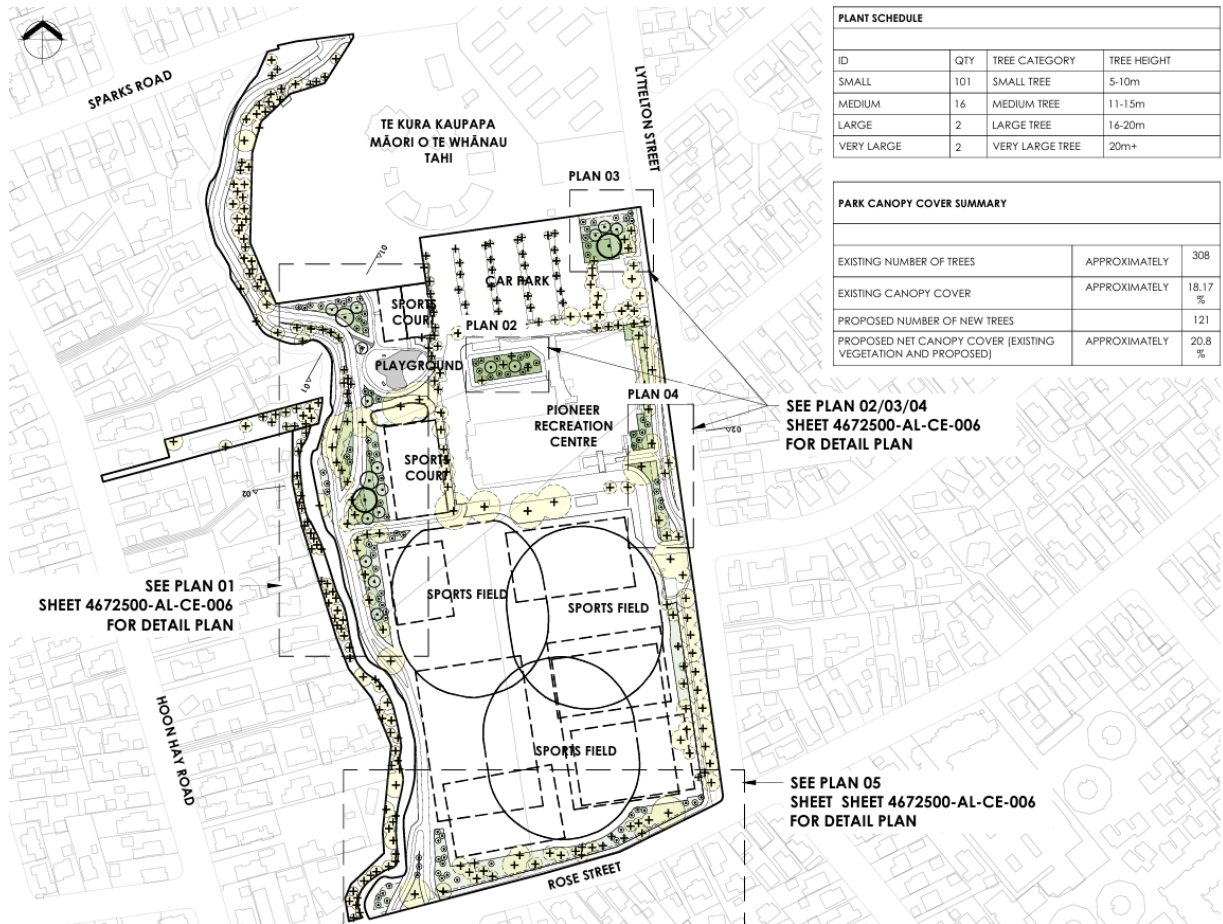 SPARKS ROAD
TE KURA KAUPAPA
MĀORI O TE WHĀNAU
TAHI
LYTTELTON STREET
PLAN 03
CAR PARK
SPORTS
COURT
PLAN 02
PLAYGROUND
PLAN 04
PIONEER
RECREATION
CENTRE
SPORTS
COURT
SEE PLAN 02/03/04
SHEET 4672500-AL-CE-006
FOR DETAIL PLAN
01
01
02
02
SEE PLAN 01
SHEET 4672500-AL-CE-006
FOR DETAIL PLAN
SPORTS FIELD
SPORTS FIELD
SPORTS FIELD
HOON HAY ROAD
SEE PLAN 05
SHEET SHEET 4672500-AL-CE-006
FOR DETAIL PLAN
ROSE STREET
PLANT SCHEDULE
ID QTY TREE CATEGORY TREE HEIGHT
SMALL 101 SMALL TREE 5-10m
MEDIUM 16 MEDIUM TREE 11-15m
LARGE 2 LARGE TREE 16-20m
VERY LARGE 2 VERY LARGE TREE 20m+
PARK CANOPY COVER SUMMARY
EXISTING NUMBER OF TREES APPROXIMATELY 308
EXISTING CANOPY COVER APPROXIMATELY 18.17
%
PROPOSED NUMBER OF NEW TREES 121
PROPOSED NET CANOPY COVER (EXISTING
VEGETATION AND PROPOSED) APPROXIMATELY 20.8
%